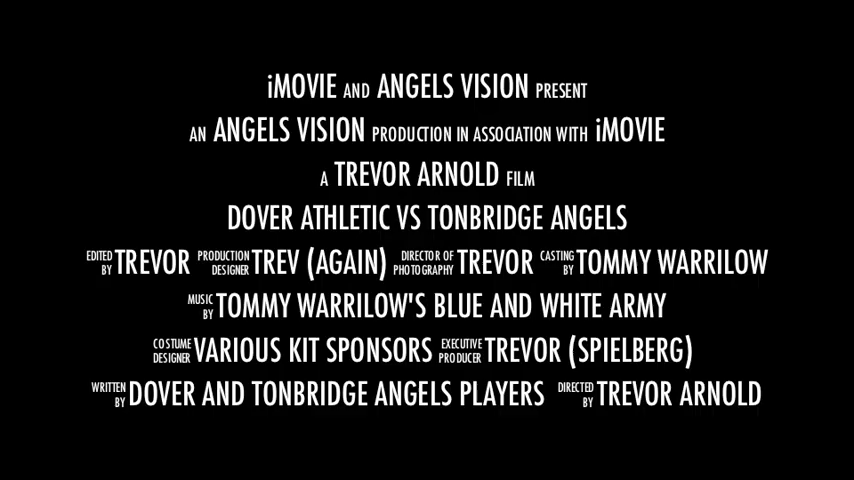 iMOVIE AND ANGELS VISION PRESENT
AN ANGELS VISION PRODUCTION IN ASSOCIATION WITH iMOVIE
A TREVOR ARNOLD FILM
DOVER ATHLETIC VS TONBRIDGE ANGELS
EDITED BY TREVOR PRODUCTION DESIGNER TREV (AGAIN) DIRECTOR OF PHOTOGRAPHY TREVOR CASTING BY TOMMY WARRILOW
MUSIC BY TOMMY WARRILOW'S BLUE AND WHITE ARMY
COSTUME DESIGNER VARIOUS KIT SPONSORS EXECUTIVE PRODUCER TREVOR (SPIELBERG)
WRITTEN BY DOVER AND TONBRIDGE ANGELS PLAYERS DIRECTED BY TREVOR ARNOLD